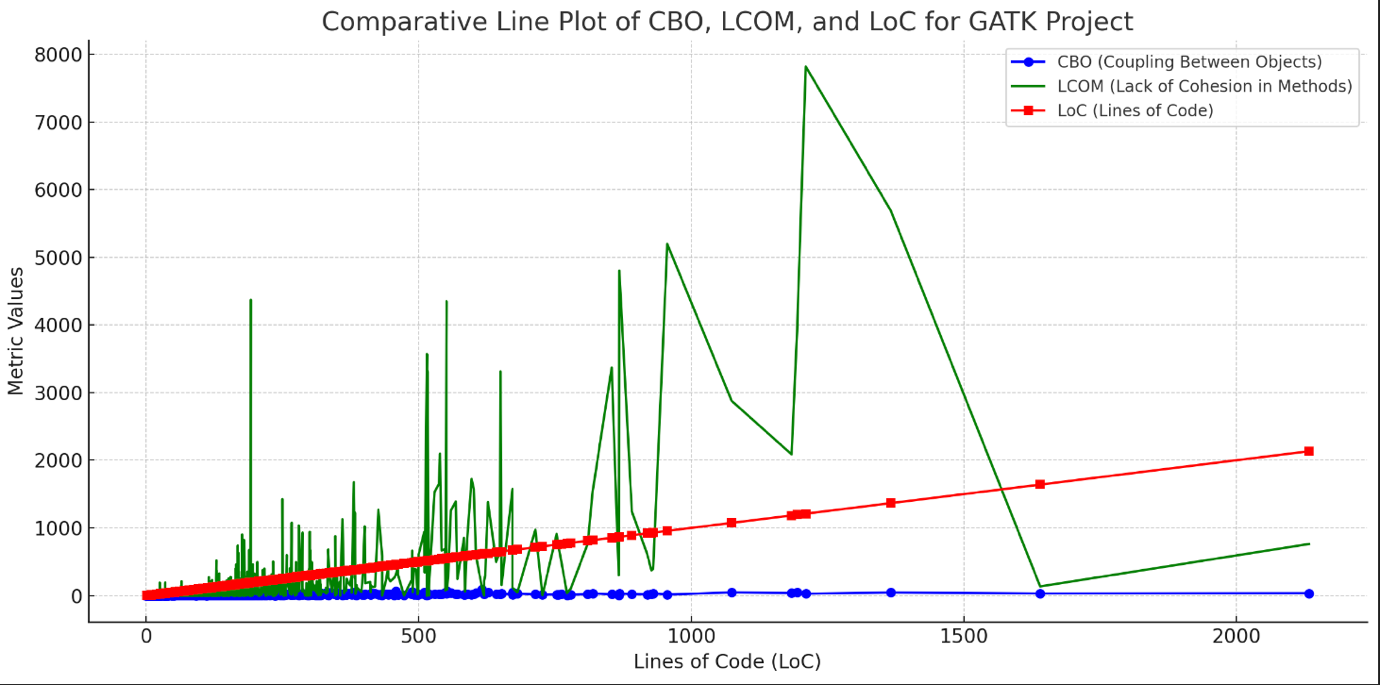 Comparative Line Plot of CBO, LCOM, and LoC for GATK Project
CBO (Coupling Between Objects)
LCOM (Lack of Cohesion in Methods)
LoC (Lines of Code)
Metric Values
8000
7000
6000
5000
4000
3000
2000
1000
0
0 500 1000 1500 2000
Lines of Code (LoC)